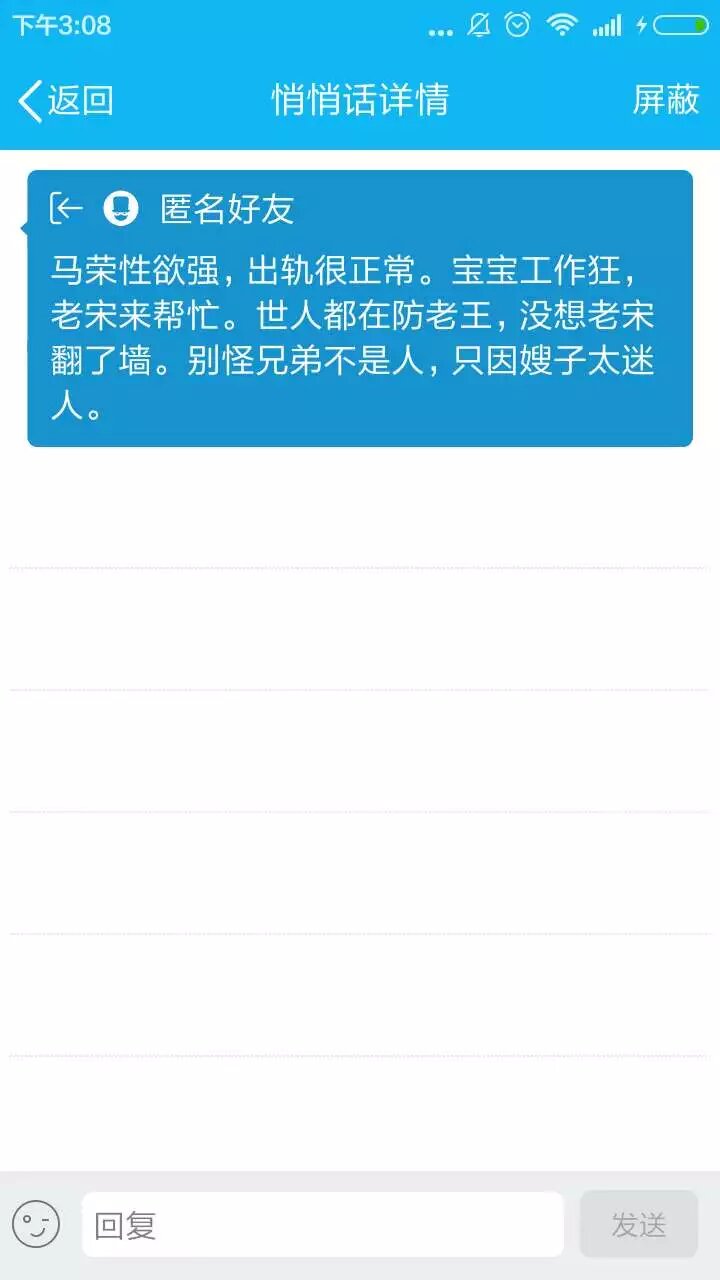 下午3:08
返回
悄悄话详情
屏蔽
匿名好友
马荣性欲强，出轨很正常。宝宝工作狂，
老宋来帮忙。世人都在防老王，没想老宋
翻了墙。别怪兄弟不是人，只因嫂子太迷
人。
回复
发送